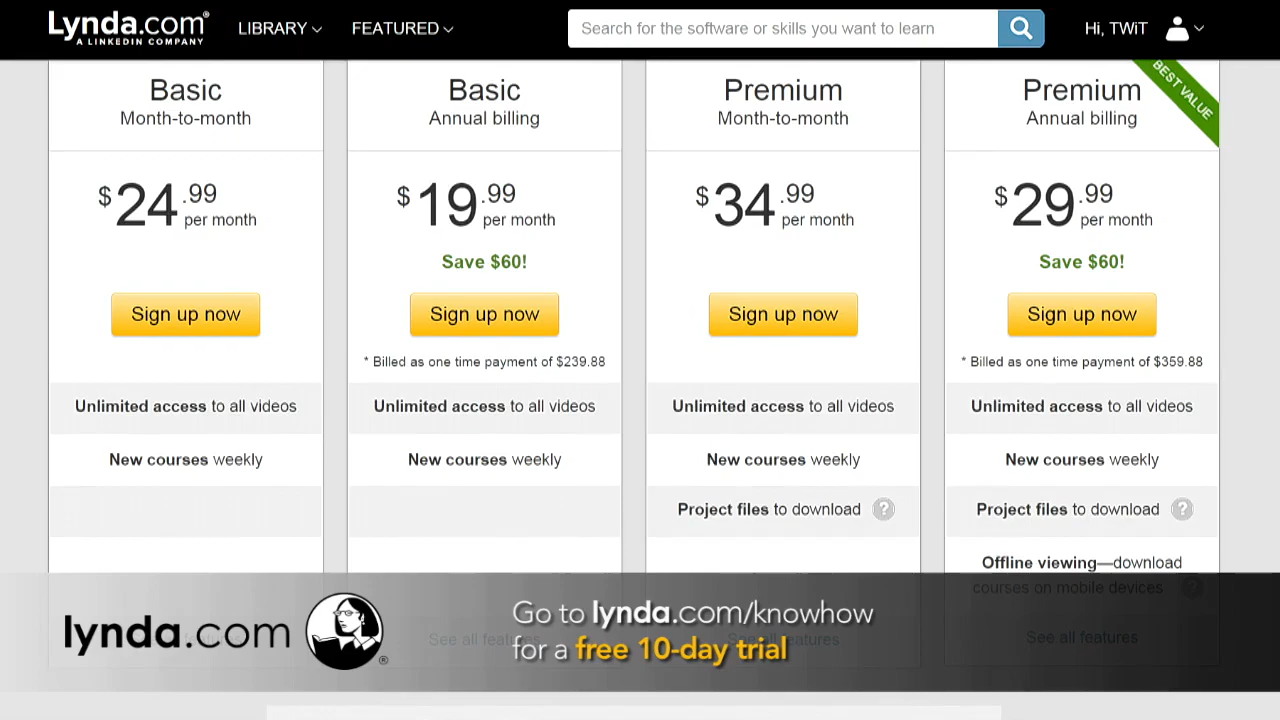 Lynda.com®
A LINKEDIN COMPANY
LIBRARY
FEATURED
Search for the software or skills you want to learn
Hi, TWiT
Basic
Month-to-month
$24.99
per month
Sign up now
Unlimited access to all videos
New courses weekly
Basic
Annual billing
$19.99
per month
Save $60!
Sign up now
* Billed as one time payment of $239.88
Unlimited access to all videos
New courses weekly
See all features
Premium
Month-to-month
$34.99
per month
Sign up now
Unlimited access to all videos
New courses weekly
Project files to download ?
See all features
BEST VALUE
Premium
Annual billing
$29.99
per month
Save $60!
Sign up now
* Billed as one time payment of $359.88
Unlimited access to all videos
New courses weekly
Project files to download ?
Offline viewing—download
courses on mobile devices ?
See all features
lynda.com ®
Go to lynda.com/knowhow
for a free 10-day trial